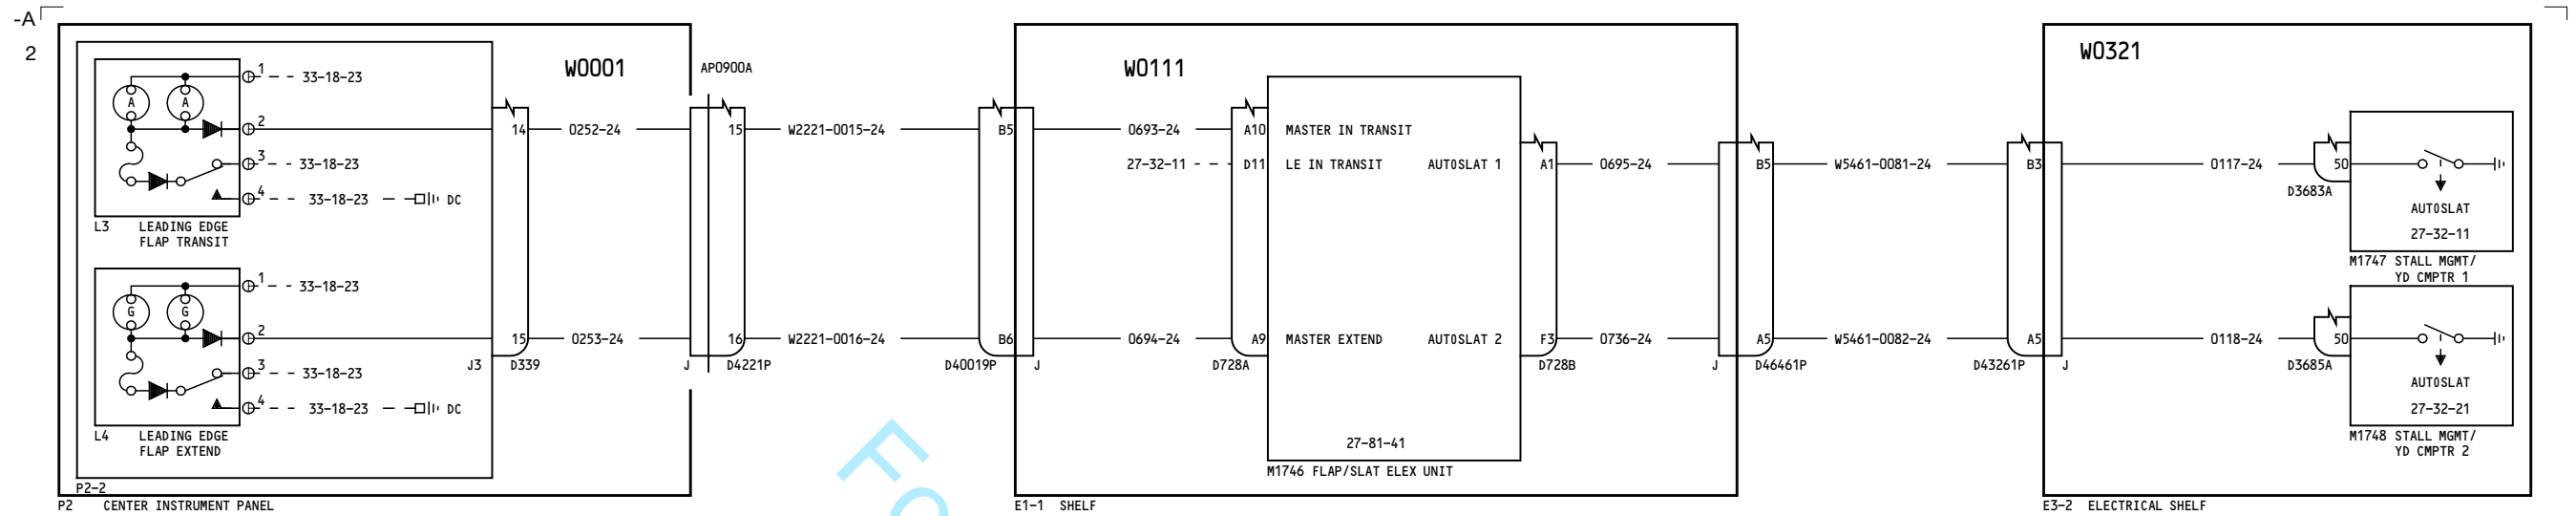 -A
2
W0001
AP0900A
W0111
W0321
1
33-18-23
A
A
2
14
0252-24
15
W2221-0015-24
B5
0693-24
A10
MASTER IN TRANSIT
3
33-18-23
27-32-11
D11
LE IN TRANSIT
AUTOSLAT 1
A1
0695-24
B5
W5461-0081-24
B3
0117-24
50
D3683A
4
33-18-23
DC
AUTOSLAT
27-32-11
L3
LEADING EDGE
FLAP TRANSIT
M1747 STALL MGMT/
YD CMPTR 1
1
33-18-23
G
G
2
15
0253-24
16
W2221-0016-24
B6
0694-24
A9
MASTER EXTEND
AUTOSLAT 2
F3
0736-24
A5
W5461-0082-24
A5
0118-24
50
J3
D339
J
D4221P
D40019P
J
D728A
D728B
J
D46461P
D43261P
J
D3685A
3
33-18-23
AUTOSLAT
4
33-18-23
DC
27-32-21
L4
LEADING EDGE
FLAP EXTEND
27-81-41
M1748 STALL MGMT/
YD CMPTR 2
M1746 FLAP/SLAT ELEX UNIT
P2-2
P2
CENTER INSTRUMENT PANEL
E1-1 SHELF
E3-2 ELECTRICAL SHELF